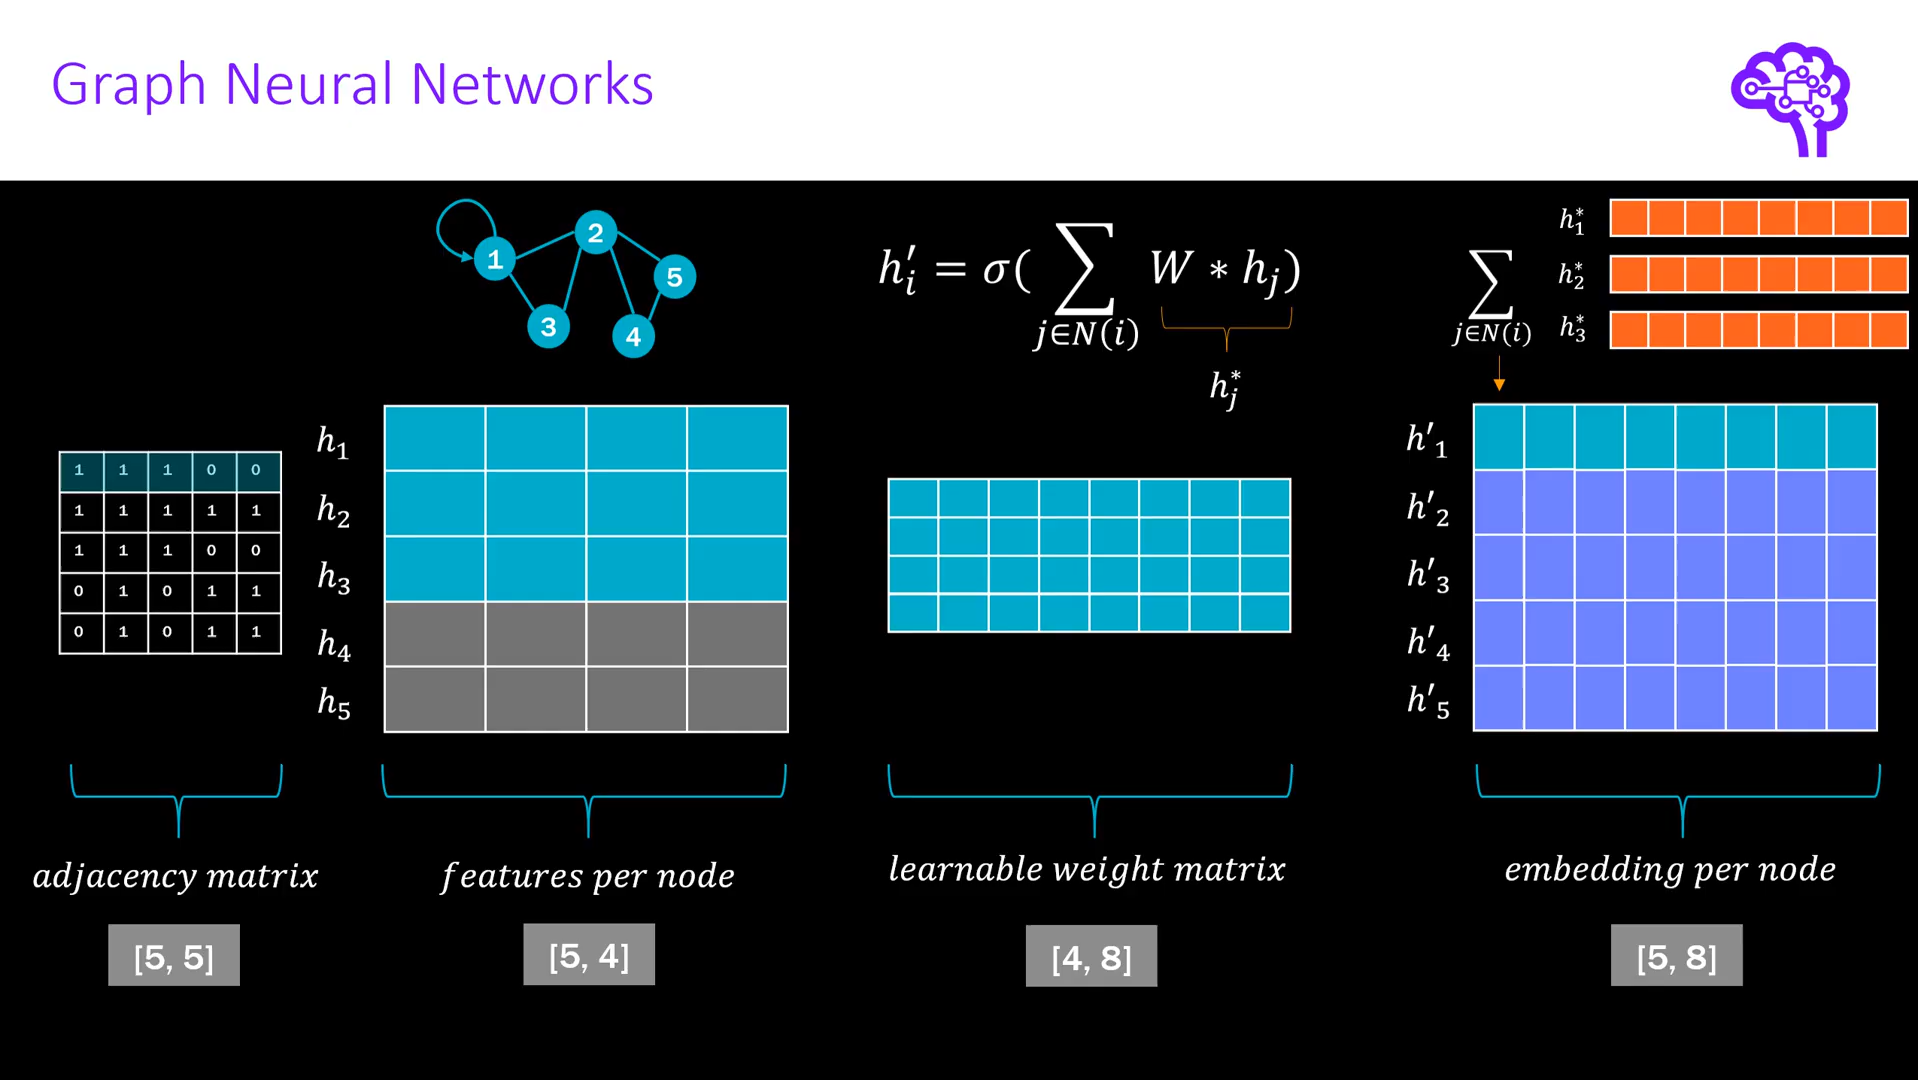 Graph Neural Networks
1
2
3
4
5
h'_i = σ( ∑_{j∈N(i)} W ∗ h_j )
h*_j
∑ j∈N(i)
h*_1
h*_2
h*_3
1 1 1 0 0
1 1 1 1 1
1 1 1 0 0
0 1 0 1 1
0 1 0 1 1
h_1
h_2
h_3
h_4
h_5
h'_1
h'_2
h'_3
h'_4
h'_5
adjacency matrix
features per node
learnable weight matrix
embedding per node
[5, 5]
[5, 4]
[4, 8]
[5, 8]